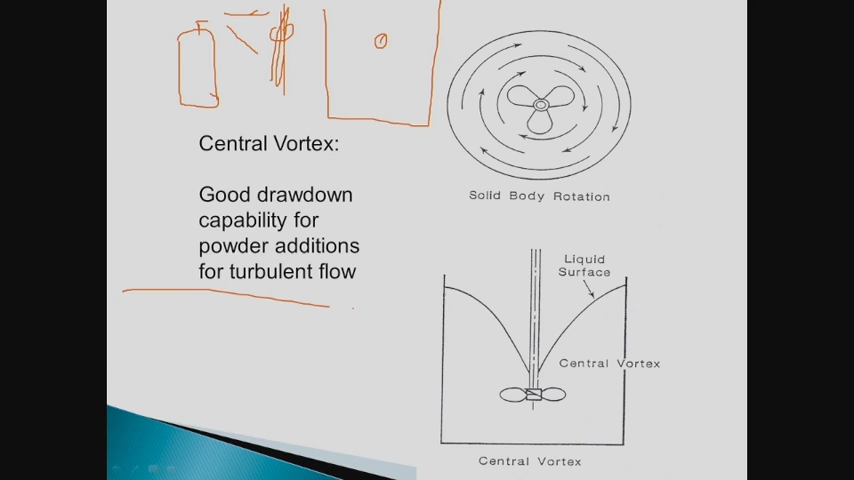 Central Vortex:
Good drawdown
capability for
powder additions
for turbulent flow
Solid Body Rotation
Liquid
Surface
Central Vortex
Central Vortex